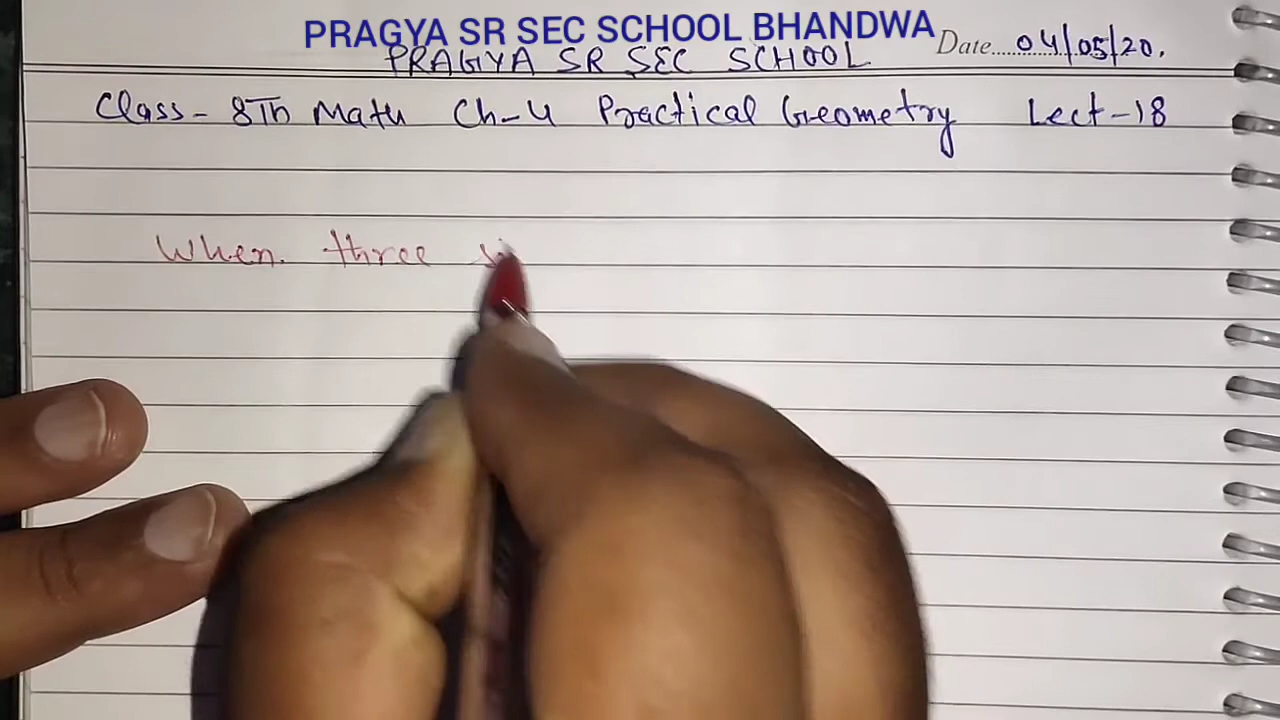 PRAGYA SR SEC SCHOOL BHANDWA
PRAGYA SR SEC SCHOOL
Date 04/05/20.
Class- 8Th Math Ch-4 Practical Geometry Lect-18
When three